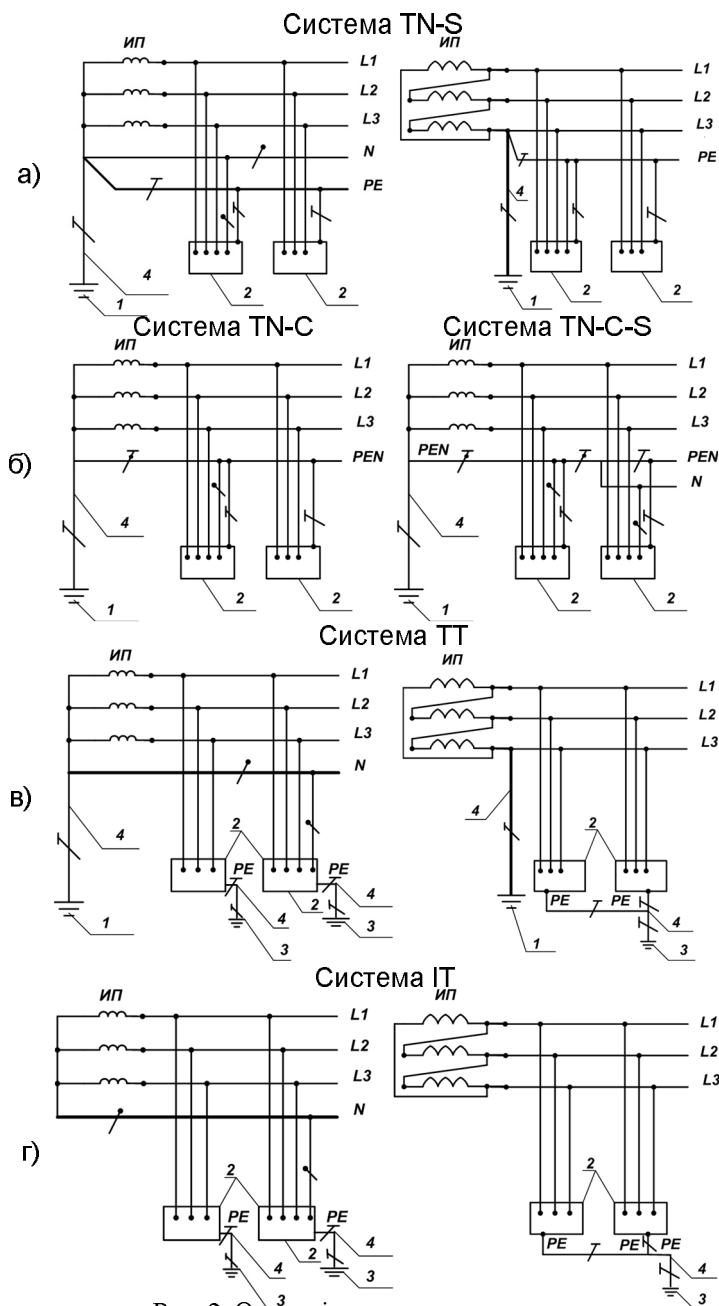 Система TN-S
ИП ИП
L1 L1
L2 L2
L3 L3
N
а) PE PE
4
4
1 2 2 1 2 2
Система TN-C Система TN-C-S
ИП ИП
L1 L1
L2 L2
L3 L3
б) PEN PEN PEN
N
4 4
1 2 2 1 2 2
Система TT
ИП ИП
L1 L1
L2 L2
L3 L3
N
в) 4
4 2 2
PE PE 4 PE PE
1 4 2 4
3 3 1 3
Система IT
ИП ИП
L1 L1
L2 L2
L3 L3
N
г) 2 2
PE PE
4 PE PE PE
4 2 3 4
3 3
Рис. 2.